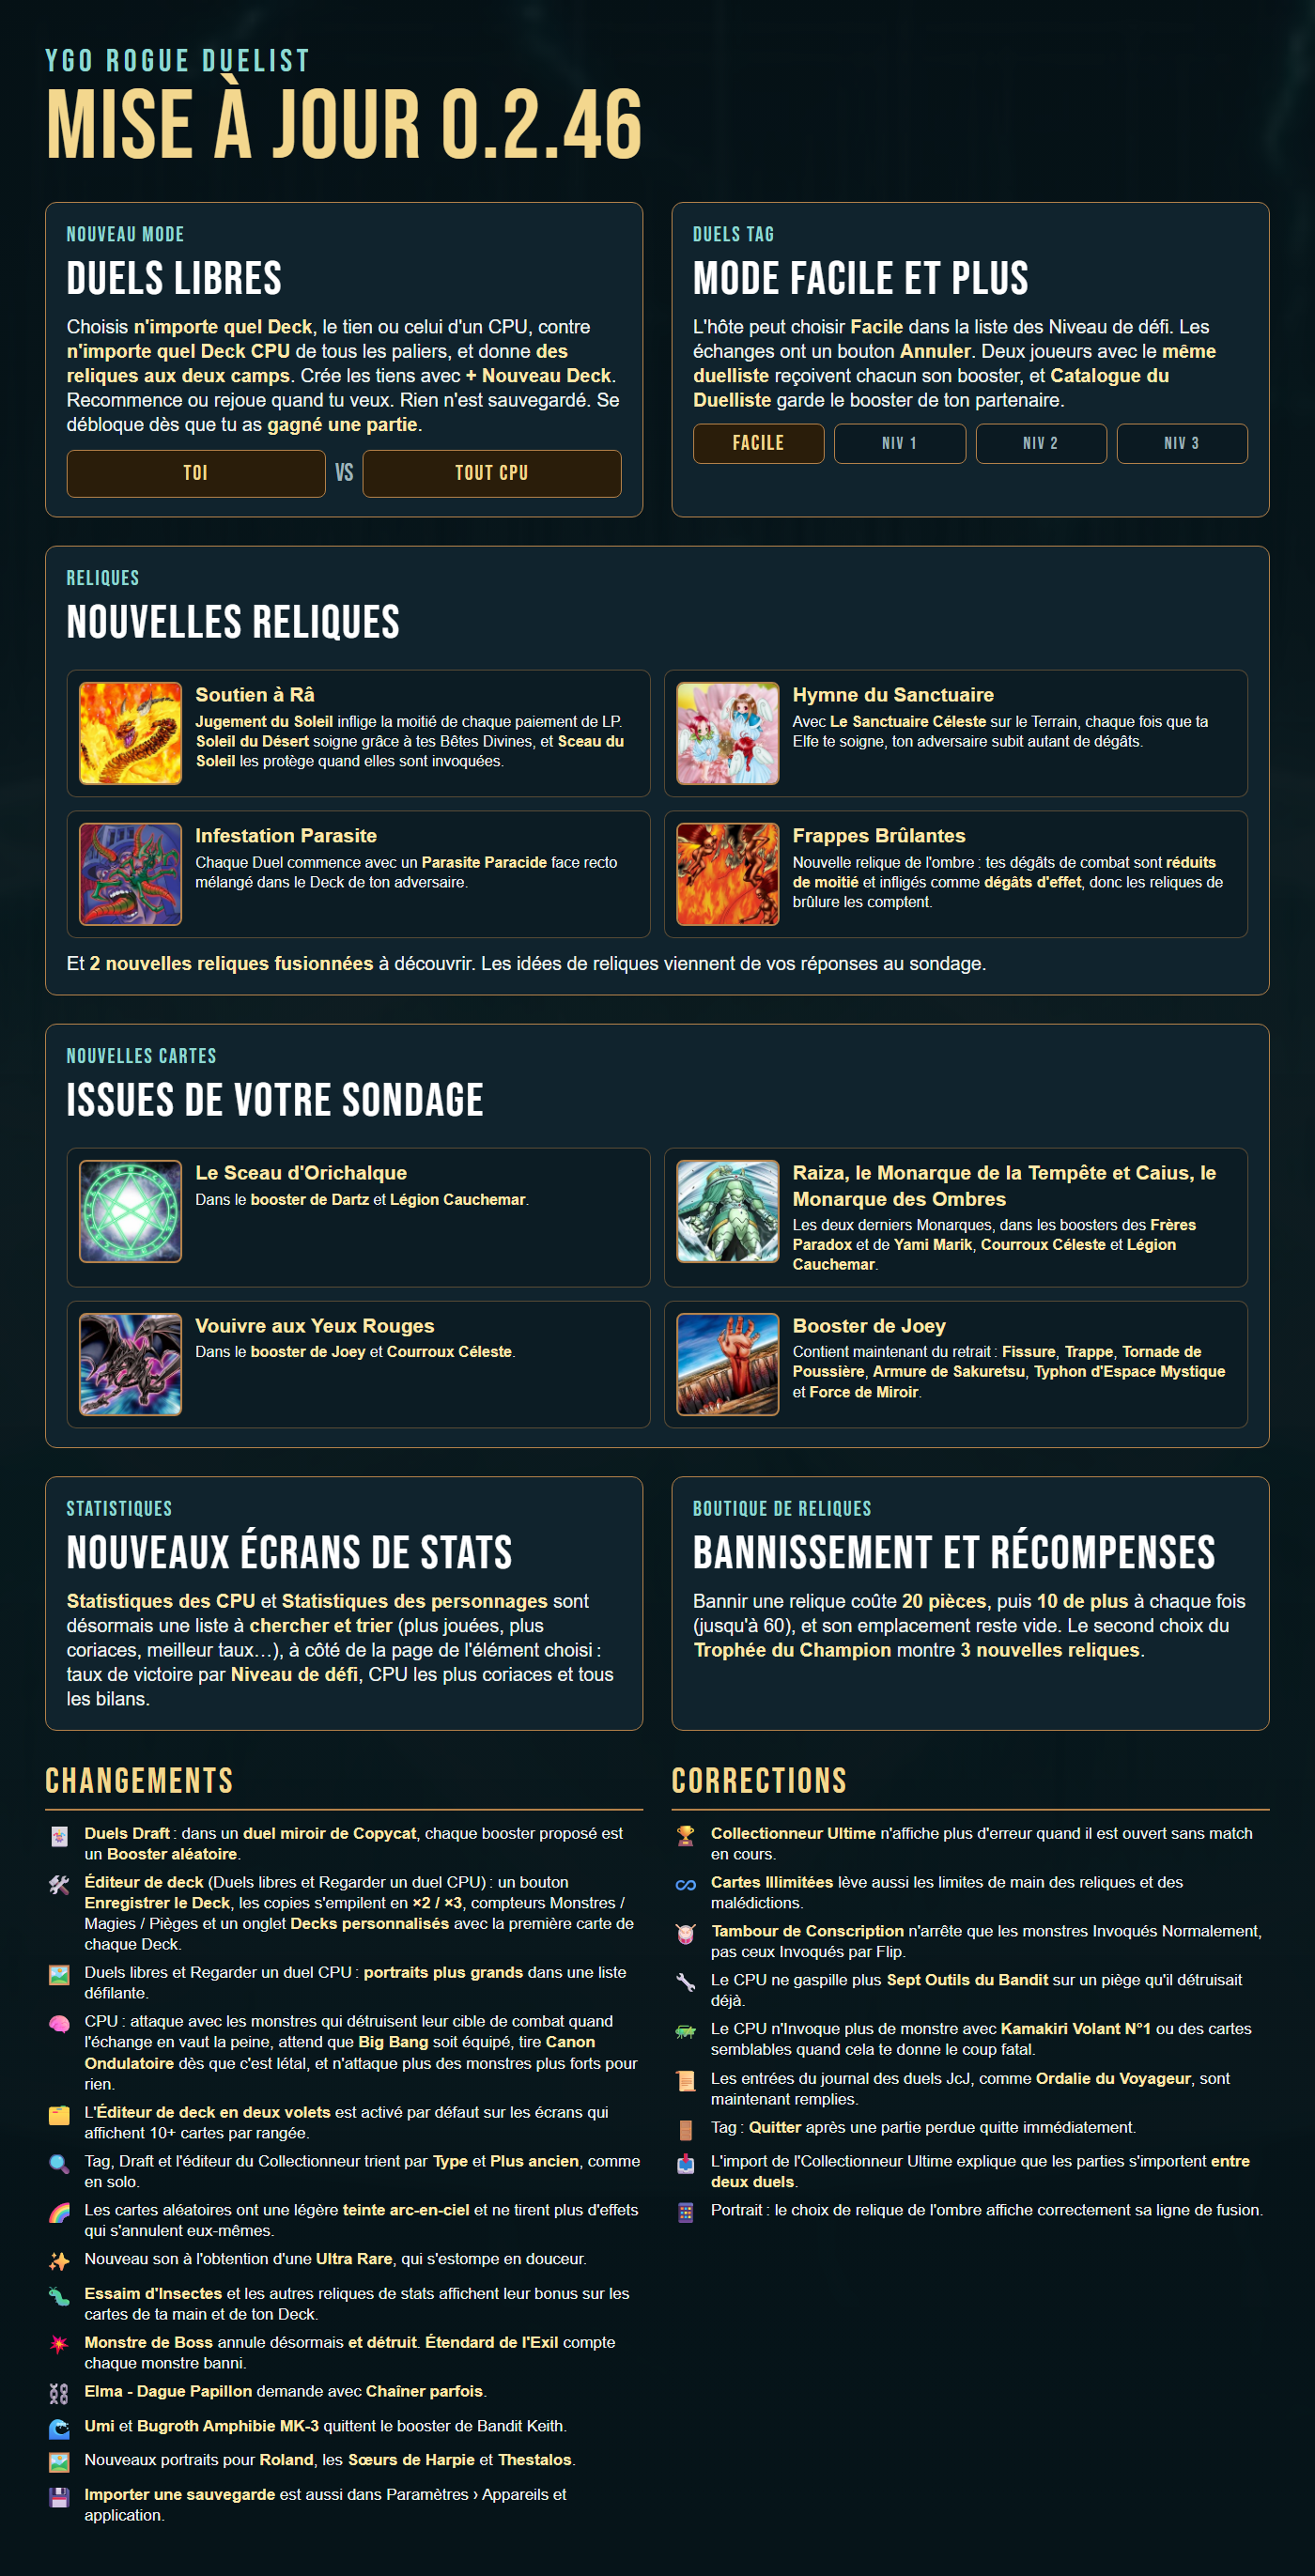 YGO ROGUE DUELIST
MISE À JOUR 0.2.46
NOUVEAU MODE
DUELS LIBRES
Choisis n'importe quel Deck, le tien ou celui d'un CPU, contre
n'importe quel Deck CPU de tous les paliers, et donne des
reliques aux deux camps. Crée les tiens avec + Nouveau Deck.
Recommence ou rejoue quand tu veux. Rien n'est sauvegardé. Se
débloque dès que tu as gagné une partie.
TOI
VS
TOUT CPU
DUELS TAG
MODE FACILE ET PLUS
L'hôte peut choisir Facile dans la liste des Niveau de défi. Les
échanges ont un bouton Annuler. Deux joueurs avec le même
duelliste reçoivent chacun son booster, et Catalogue du
Duelliste garde le booster de ton partenaire.
FACILE
NIV 1
NIV 2
NIV 3
RELIQUES
NOUVELLES RELIQUES
Soutien à Râ
Jugement du Soleil inflige la moitié de chaque paiement de LP.
Soleil du Désert soigne grâce à tes Bêtes Divines, et Sceau du
Soleil les protège quand elles sont invoquées.
Hymne du Sanctuaire
Avec Le Sanctuaire Céleste sur le Terrain, chaque fois que ta
Elfe te soigne, ton adversaire subit autant de dégâts.
Infestation Parasite
Chaque Duel commence avec un Parasite Paracide face recto
mélangé dans le Deck de ton adversaire.
Frappes Brûlantes
Nouvelle relique de l'ombre : tes dégâts de combat sont réduits
de moitié et infligés comme dégâts d'effet, donc les reliques de
brûlure les comptent.
Et 2 nouvelles reliques fusionnées à découvrir. Les idées de reliques viennent de vos réponses au sondage.
NOUVELLES CARTES
ISSUES DE VOTRE SONDAGE
Le Sceau d'Orichalque
Dans le booster de Dartz et Légion Cauchemar.
Raiza, le Monarque de la Tempête et Caius, le
Monarque des Ombres
Les deux derniers Monarques, dans les boosters des Frères
Paradox et de Yami Marik, Courroux Céleste et Légion
Cauchemar.
Vouivre aux Yeux Rouges
Dans le booster de Joey et Courroux Céleste.
Booster de Joey
Contient maintenant du retrait : Fissure, Trappe, Tornade de
Poussière, Armure de Sakuretsu, Typhon d'Espace Mystique
et Force de Miroir.
STATISTIQUES
NOUVEAUX ÉCRANS DE STATS
Statistiques des CPU et Statistiques des personnages sont
désormais une liste à chercher et trier (plus jouées, plus
coriaces, meilleur taux…), à côté de la page de l'élément choisi :
taux de victoire par Niveau de défi, CPU les plus coriaces et tous
les bilans.
BOUTIQUE DE RELIQUES
BANNISSEMENT ET RÉCOMPENSES
Bannir une relique coûte 20 pièces, puis 10 de plus à chaque fois
(jusqu'à 60), et son emplacement reste vide. Le second choix du
Trophée du Champion montre 3 nouvelles reliques.
CHANGEMENTS
Duels Draft : dans un duel miroir de Copycat, chaque booster proposé est
un Booster aléatoire.
Éditeur de deck (Duels libres et Regarder un duel CPU) : un bouton
Enregistrer le Deck, les copies s'empilent en ×2 / ×3, compteurs Monstres /
Magies / Pièges et un onglet Decks personnalisés avec la première carte de
chaque Deck.
Duels libres et Regarder un duel CPU : portraits plus grands dans une liste
défilante.
CPU : attaque avec les monstres qui détruisent leur cible de combat quand
l'échange en vaut la peine, attend que Big Bang soit équipé, tire Canon
Ondulatoire dès que c'est létal, et n'attaque plus des monstres plus forts pour
rien.
L'Éditeur de deck en deux volets est activé par défaut sur les écrans qui
affichent 10+ cartes par rangée.
Tag, Draft et l'éditeur du Collectionneur trient par Type et Plus ancien, comme
en solo.
Les cartes aléatoires ont une légère teinte arc-en-ciel et ne tirent plus d'effets
qui s'annulent eux-mêmes.
Nouveau son à l'obtention d'une Ultra Rare, qui s'estompe en douceur.
Essaim d'Insectes et les autres reliques de stats affichent leur bonus sur les
cartes de ta main et de ton Deck.
Monstre de Boss annule désormais et détruit. Étendard de l'Exil compte
chaque monstre banni.
Elma - Dague Papillon demande avec Chaîner parfois.
Umi et Bugroth Amphibie MK-3 quittent le booster de Bandit Keith.
Nouveaux portraits pour Roland, les Sœurs de Harpie et Thestalos.
Importer une sauvegarde est aussi dans Paramètres › Appareils et
application.
CORRECTIONS
Collectionneur Ultime n'affiche plus d'erreur quand il est ouvert sans match
en cours.
Cartes Illimitées lève aussi les limites de main des reliques et des
malédictions.
Tambour de Conscription n'arrête que les monstres Invoqués Normalement,
pas ceux Invoqués par Flip.
Le CPU ne gaspille plus Sept Outils du Bandit sur un piège qu'il détruisait
déjà.
Le CPU n'Invoque plus de monstre avec Kamakiri Volant N°1 ou des cartes
semblables quand cela te donne le coup fatal.
Les entrées du journal des duels JcJ, comme Ordalie du Voyageur, sont
maintenant remplies.
Tag : Quitter après une partie perdue quitte immédiatement.
L'import de l'Collectionneur Ultime explique que les parties s'importent entre
deux duels.
Portrait : le choix de relique de l'ombre affiche correctement sa ligne de fusion.